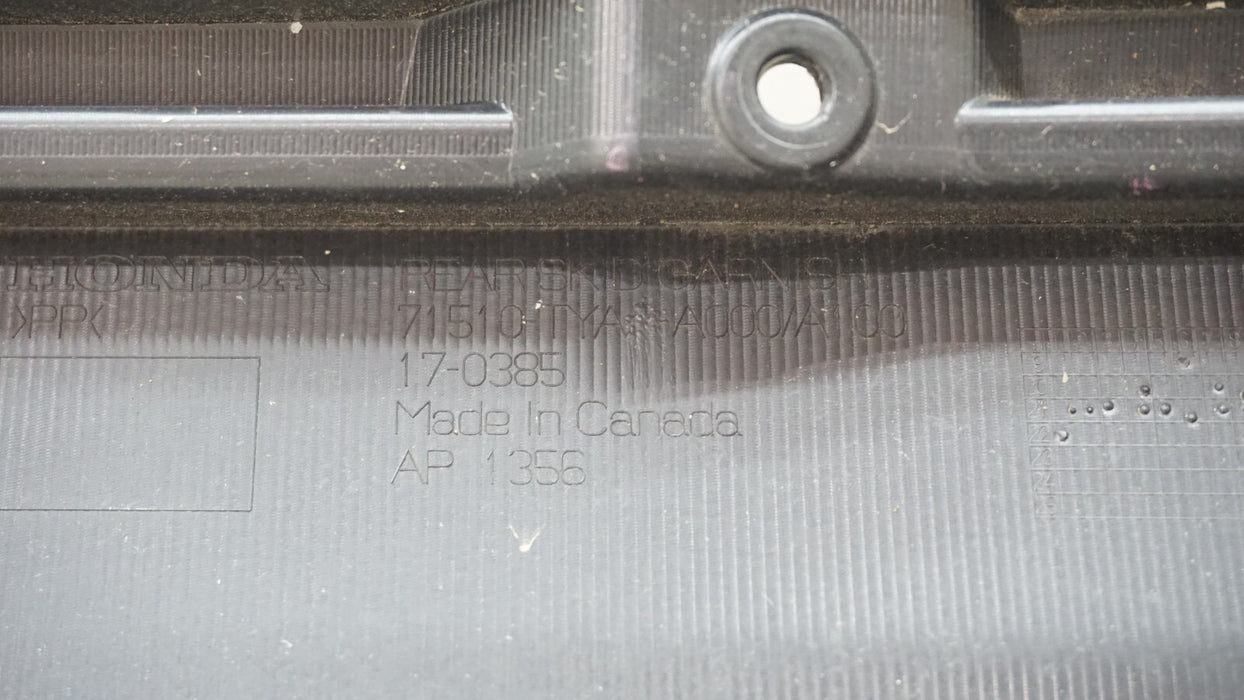 HONDA
>PP<
REAR SKID GARNISH
71510-TYA -A000/A100
17-0385
Made In Canada
AP 1356